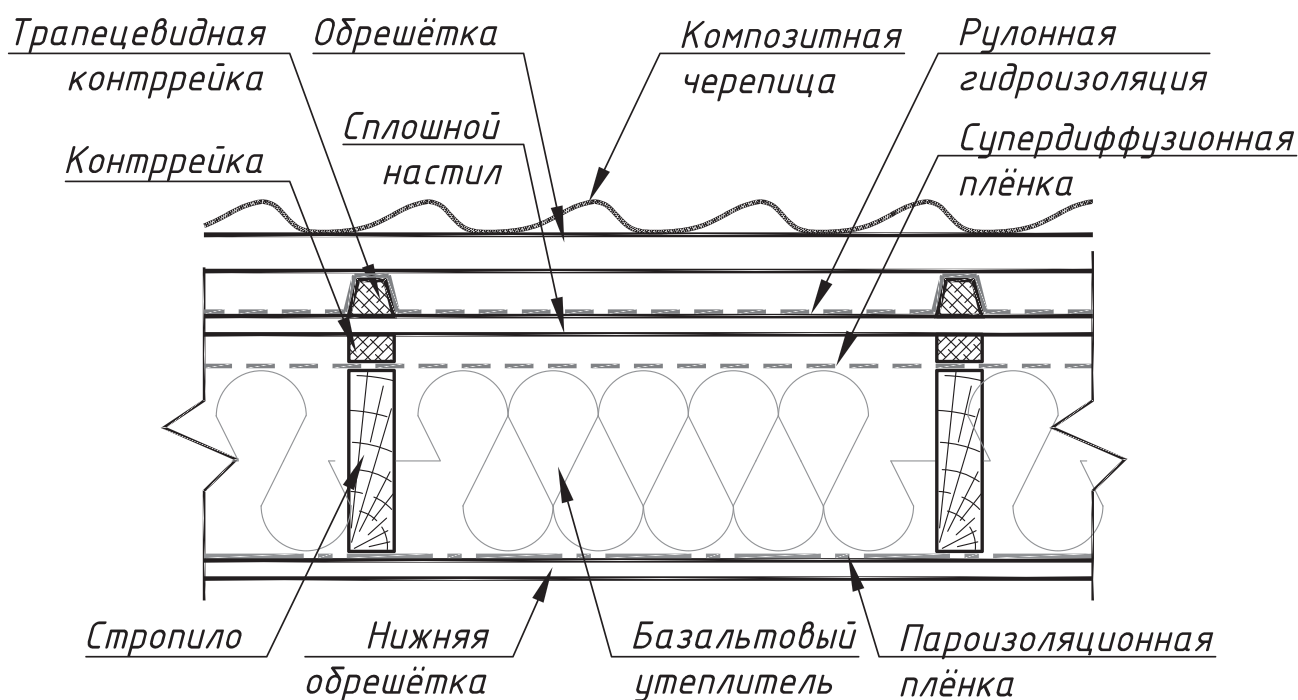 Трапецевидная
контррейка
Обрешётка
Композитная
черепица
Рулонная
гидроизоляция
Сплошной
настил
Контррейка
Супердиффузионная
плёнка
Стропило
Нижняя
обрешётка
Базальтовый
утеплитель
Пароизоляционная
плёнка